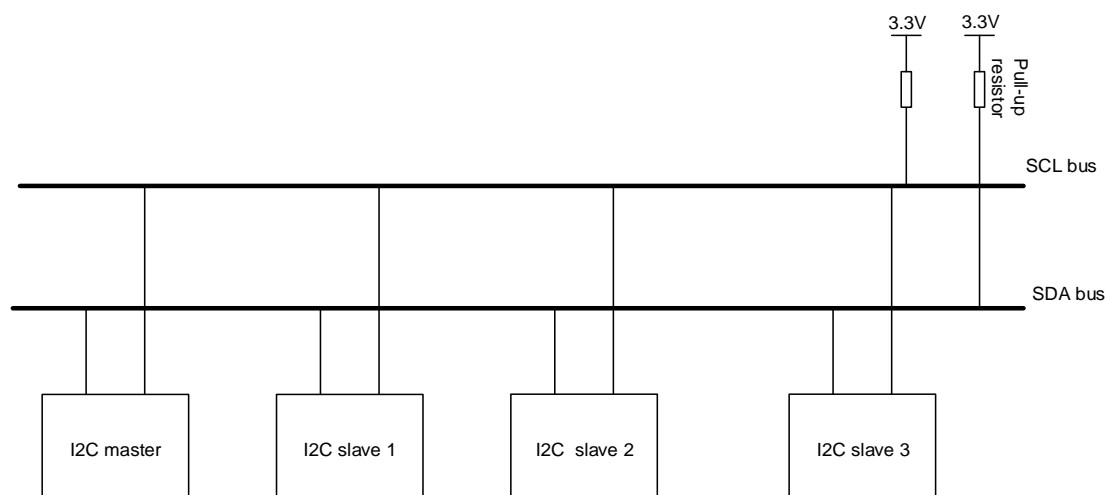 3.3V
3.3V
Pull-up
resistor
SCL bus
SDA bus
I2C master
I2C slave 1
I2C slave 2
I2C slave 3